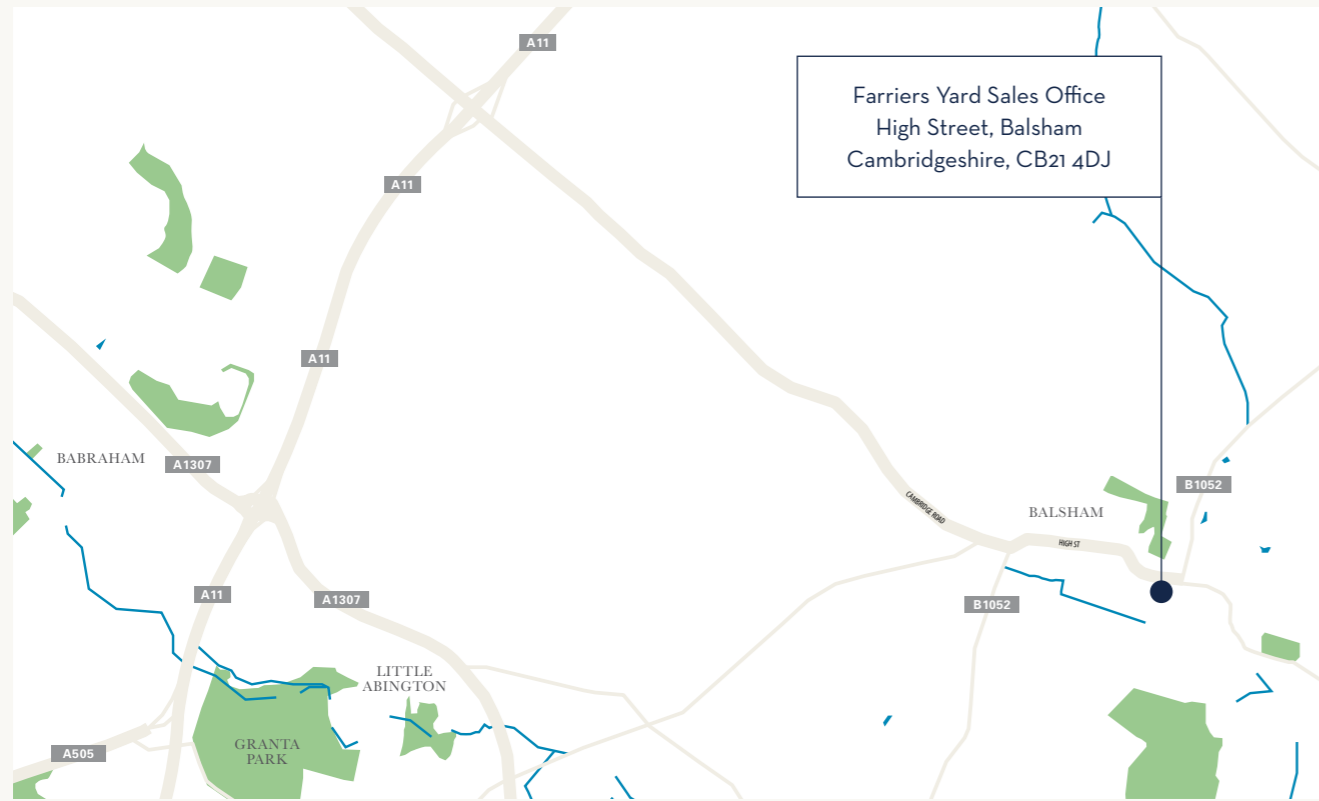 A11
Farriers Yard Sales Office
High Street, Balsham
Cambridgeshire, CB21 4DJ
A11
A11
BABRAHAM
A1307
B1052
CAMBRIDGE ROAD
BALSHAM
HIGH ST
A11
A1307
B1052
LITTLE
ABINGTON
GRANTA
PARK
A505